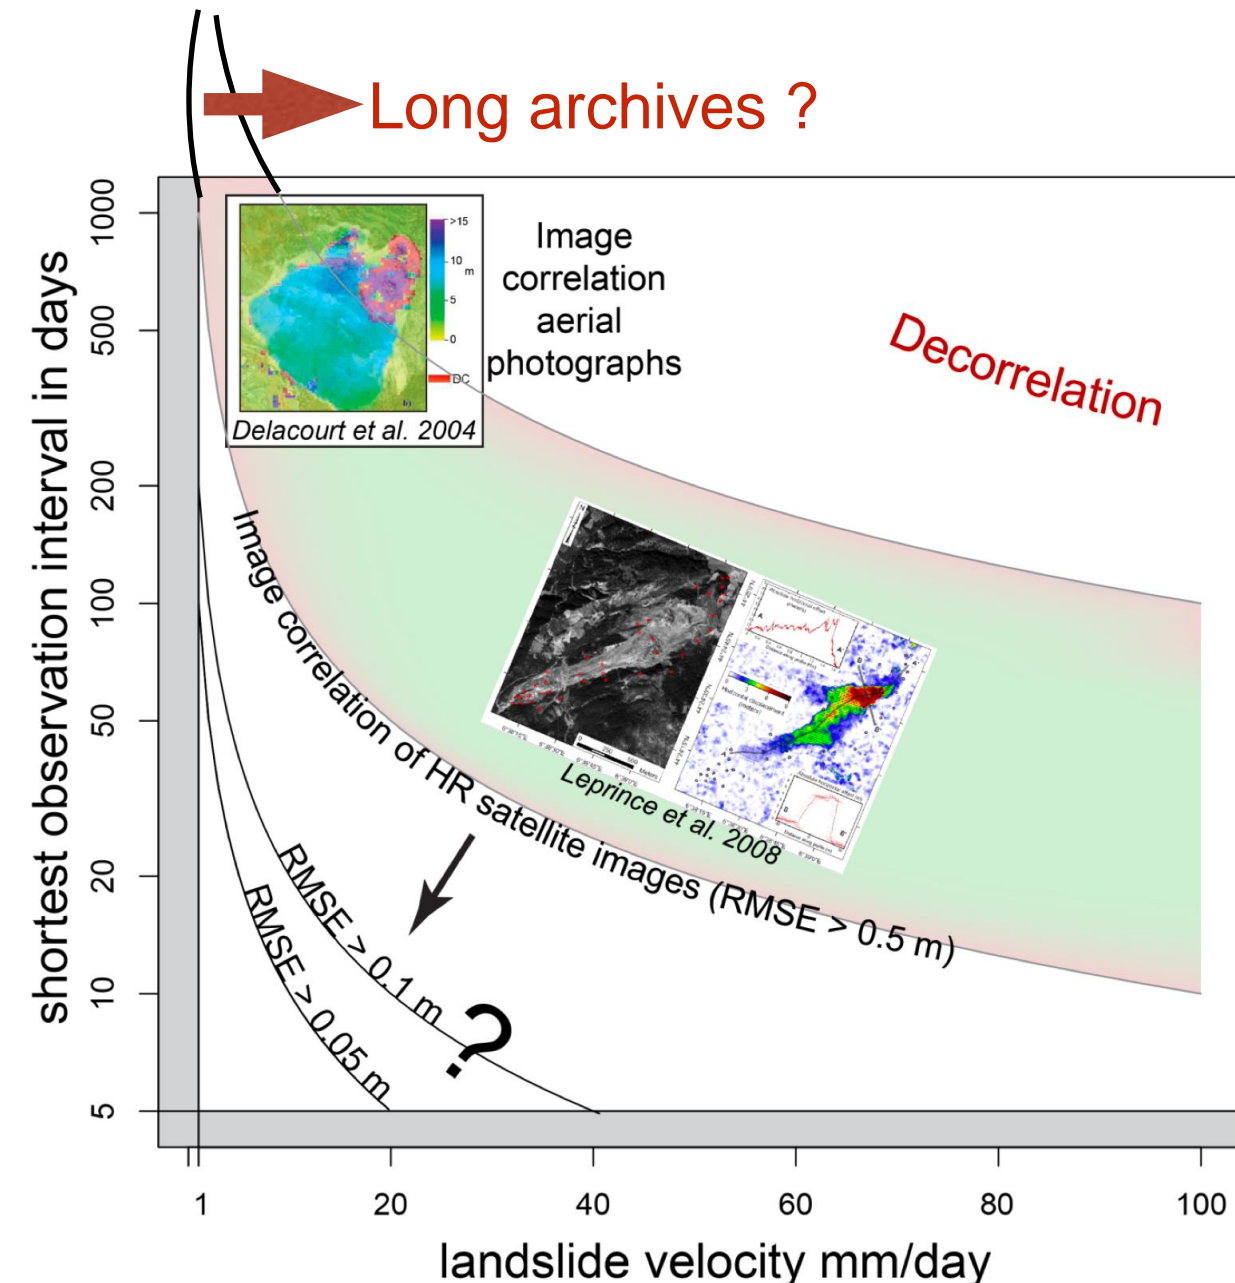 Long archives ?
1000
500
200
100
50
20
10
5
shortest observation interval in days
>15
10
m
5
0
DC
Delacourt et al. 2004
Image
correlation
aerial
photographs
Decorrelation
Image correlation of HR satellite images (RMSE > 0.5 m)
Leprince et al. 2008
RMSE > 0.1 m
RMSE > 0.05 m
?
1
20
40
60
80
100
landslide velocity mm/day